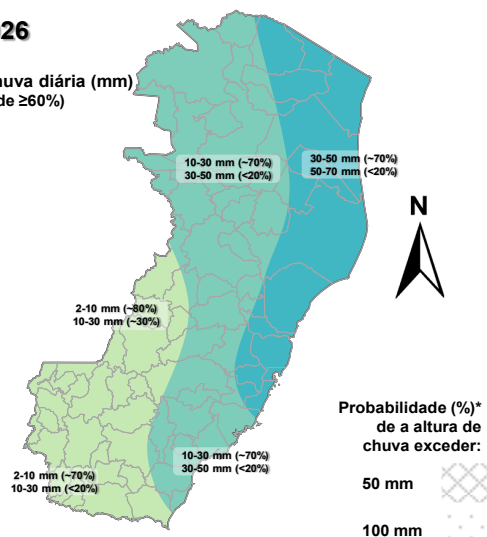 26
huva diária (mm)
de ≥60%)
10-30 mm (~70%)
30-50 mm (<20%)
30-50 mm (~70%)
50-70 mm (<20%)
N
2-10 mm (~80%)
10-30 mm (~30%)
Probabilidade (%)*
de a altura de
chuva exceder:
10-30 mm (~70%)
30-50 mm (<20%)
2-10 mm (~70%)
10-30 mm (<20%)
50 mm
100 mm